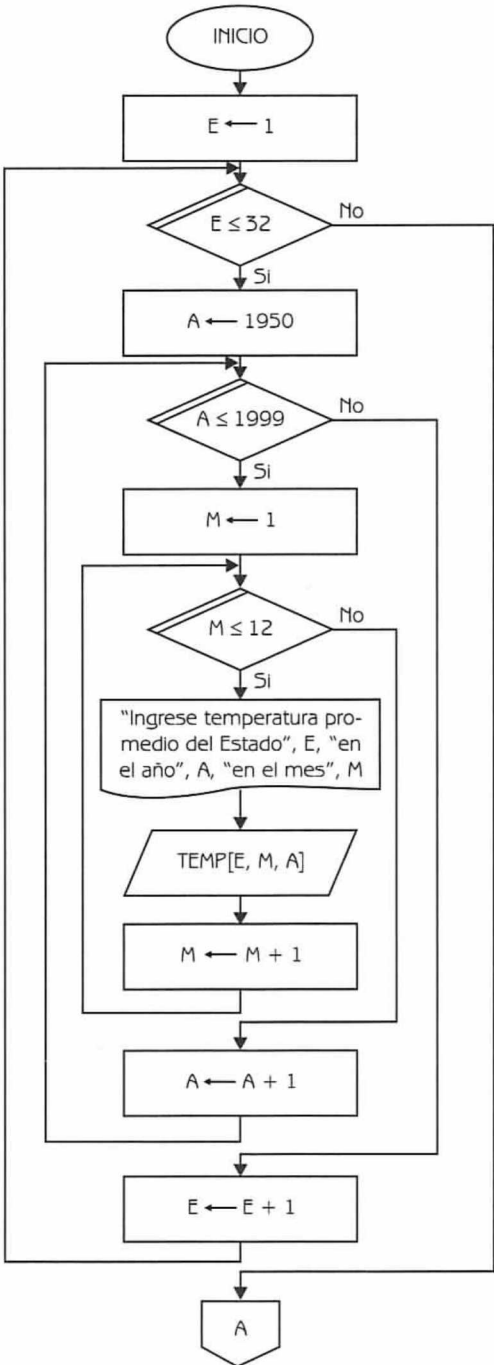 INICIO
E ← 1
E ≤ 32
No
Si
A ← 1950
A ≤ 1999
No
Si
M ← 1
M ≤ 12
No
Si
“Ingrese temperatura pro-
medio del Estado”, E, “en
el año”, A, “en el mes”, M
TEMP[E, M, A]
M ← M + 1
A ← A + 1
E ← E + 1
A